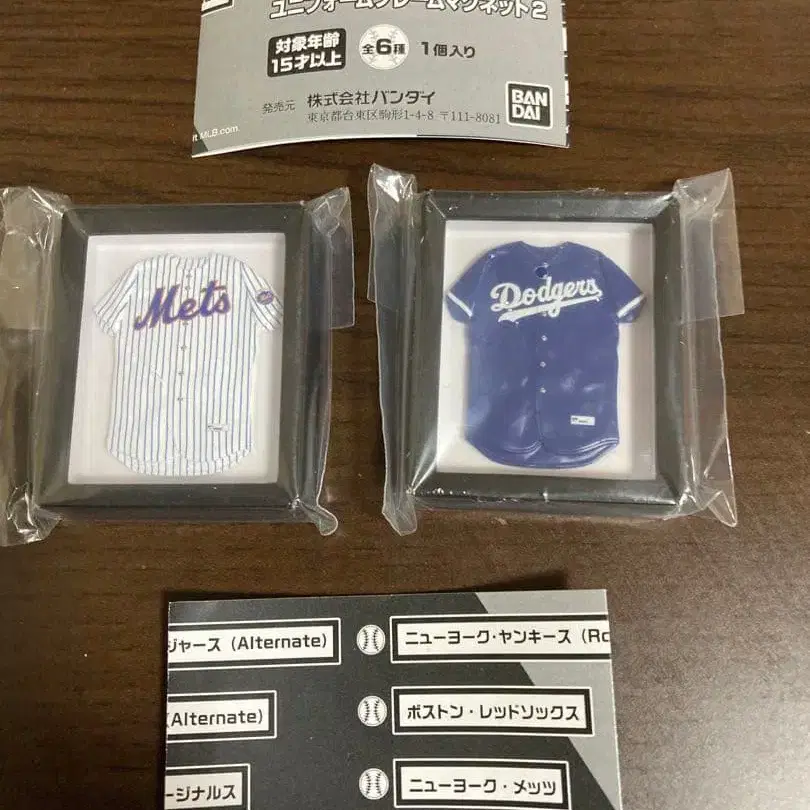 ユニフォームフレームマグネット2
対象年齢
15才以上
全6種
1個入り
発売元 株式会社バンダイ
東京都台東区駒形1-4-8 〒111-8081
BAN
DAI
t MLB.com.
Mets
Dodgers
ジャース (Alternate)
ニューヨーク・ヤンキース (Ro
(Alternate)
ボストン・レッドソックス
ージナルス
ニューヨーク・メッツ